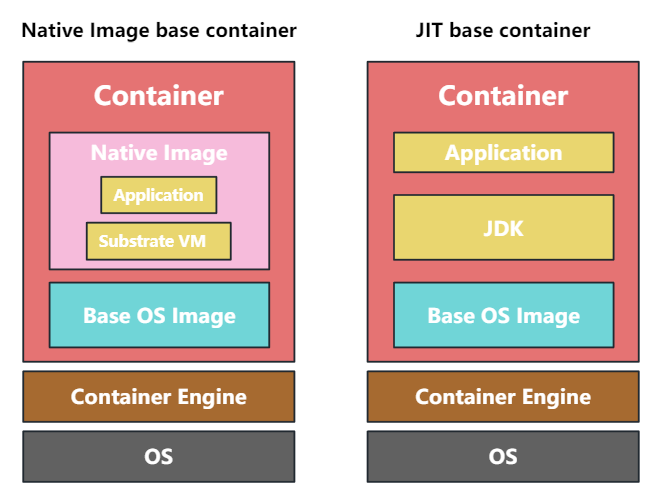 Native Image base container
Container
Native Image
Application
Substrate VM
Base OS Image
Container Engine
OS
JIT base container
Container
Application
JDK
Base OS Image
Container Engine
OS